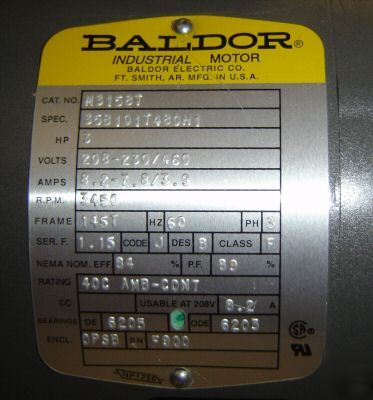 BALDOR®
INDUSTRIAL MOTOR
BALDOR ELECTRIC CO.
FT. SMITH, AR. MFG. IN U.S.A.
CAT. NO. M3158T
SPEC. 35B101T480H1
HP 3
VOLTS 208-230/460
AMPS 8.2-7.8/3.9
R.P.M. 3450
FRAME 145T HZ 60 PH 3
SER. F. 1.15 CODE J DES B CLASS F
NEMA NOM. EFF. 84 % P.F. 89 %
RATING 40C AMB-CONT
CC USABLE AT 208V 8.2 A
BEARINGS DE 6205 ODE 6203
ENCL. OPSB SN F900
NP1256